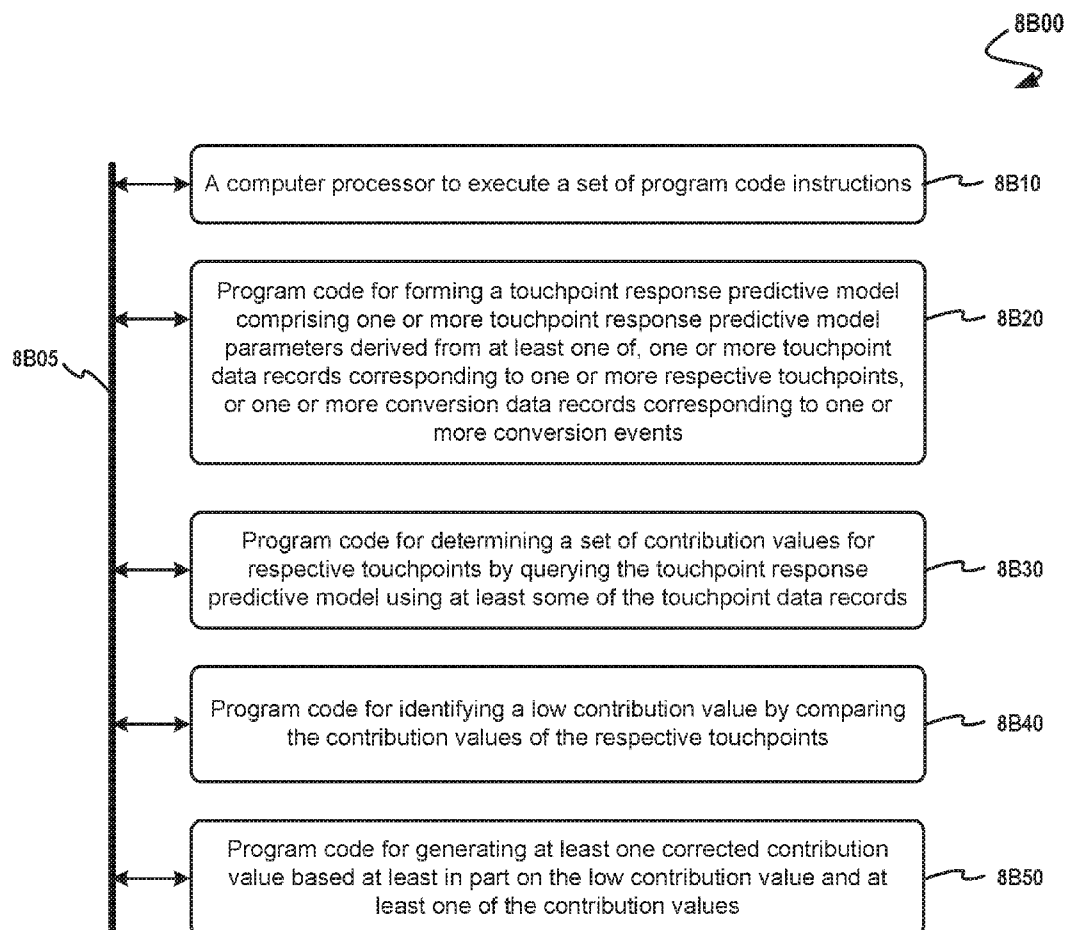 8B00
A computer processor to execute a set of program code instructions
8B10
Program code for forming a touchpoint response predictive model
comprising one or more touchpoint response predictive model
parameters derived from at least one of, one or more touchpoint
data records corresponding to one or more respective touchpoints,
or one or more conversion data records corresponding to one or
more conversion events
8B20
8B05
Program code for determining a set of contribution values for
respective touchpoints by querying the touchpoint response
predictive model using at least some of the touchpoint data records
8B30
Program code for identifying a low contribution value by comparing
the contribution values of the respective touchpoints
8B40
Program code for generating at least one corrected contribution
value based at least in part on the low contribution value and at
least one of the contribution values
8B50